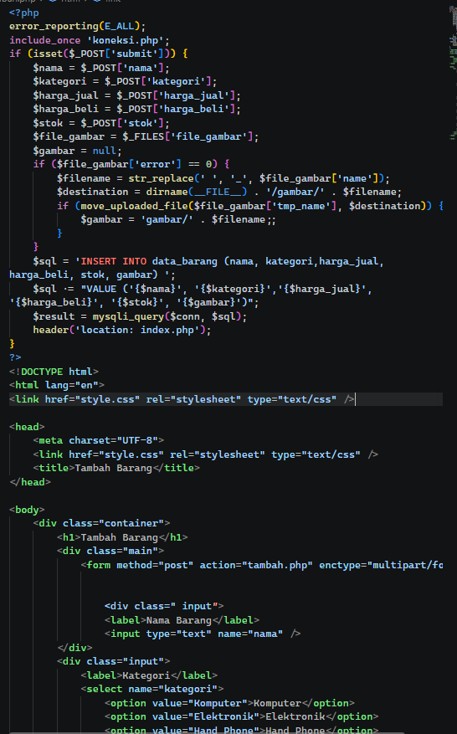 <?php
error_reporting(E_ALL);
include_once 'koneksi.php';
if (isset($_POST['submit'])) {
    $nama = $_POST['nama'];
    $kategori = $_POST['kategori'];
    $harga_jual = $_POST['harga_jual'];
    $harga_beli = $_POST['harga_beli'];
    $stok = $_POST['stok'];
    $file_gambar = $_FILES['file_gambar'];
    $gambar = null;
    if ($file_gambar['error'] == 0) {
        $filename = str_replace(' ', '_', $file_gambar['name']);
        $destination = dirname(__FILE__) . '/gambar/' . $filename;
        if (move_uploaded_file($file_gambar['tmp_name'], $destination)) {
            $gambar = 'gambar/' . $filename;;
        }
    }
    $sql = 'INSERT INTO data_barang (nama, kategori,harga_jual,
harga_beli, stok, gambar) ';
    $sql .= "VALUE ('{$nama}', '{$kategori}','{$harga_jual}',
'{$harga_beli}', '{$stok}', '{$gambar}')";
    $result = mysqli_query($conn, $sql);
    header('location: index.php');
}
?>
<!DOCTYPE html>
<html lang="en">
<link href="style.css" rel="stylesheet" type="text/css" />

<head>
    <meta charset="UTF-8">
    <link href="style.css" rel="stylesheet" type="text/css" />
    <title>Tambah Barang</title>
</head>

<body>
    <div class="container">
        <h1>Tambah Barang</h1>
        <div class="main">
            <form method="post" action="tambah.php" enctype="multipart/fo

                <div class=" input">
                <label>Nama Barang</label>
                <input type="text" name="nama" />
        </div>
        <div class="input">
            <label>Kategori</label>
            <select name="kategori">
                <option value="Komputer">Komputer</option>
                <option value="Elektronik">Elektronik</option>
                <option value="Hand Phone">Hand Phone</option>